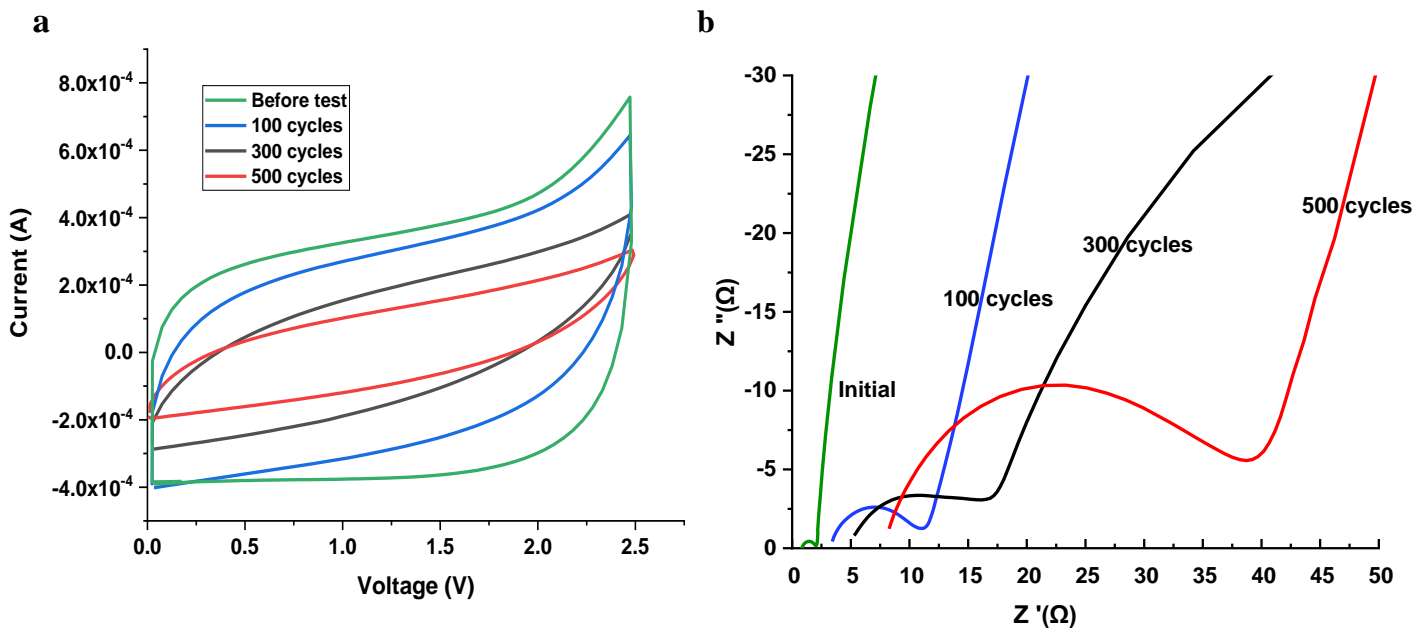 a
Current (A)
8.0x10⁻⁴
6.0x10⁻⁴
4.0x10⁻⁴
2.0x10⁻⁴
0.0
-2.0x10⁻⁴
-4.0x10⁻⁴
Before test
100 cycles
300 cycles
500 cycles
0.0 0.5 1.0 1.5 2.0 2.5
Voltage (V)
b
Z ''(Ω)
-30
-25
-20
-15
-10
-5
0
Initial
100 cycles
300 cycles
500 cycles
0 5 10 15 20 25 30 35 40 45 50
Z '(Ω)